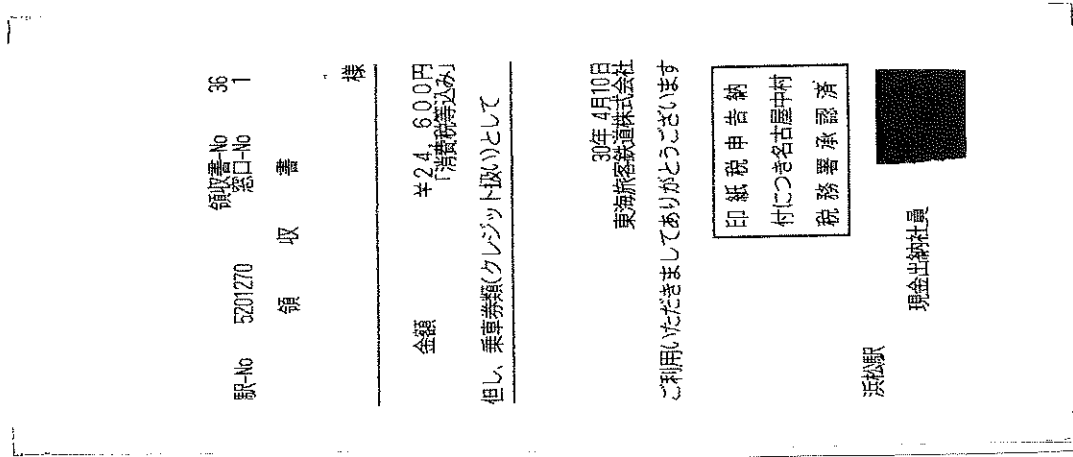 駅-No 5201270 領収書-No 36
窓口-No 1
領 収 書
様
金額 ¥24,600円
「消費税等込み」
但し、乗車券類(クレジット扱い)として
30年 4月10日
東海旅客鉄道株式会社
ご利用いただきましてありがとうございます
印紙税申告納
付につき名古屋中村
税務署承認済
浜松駅
現金出納社員